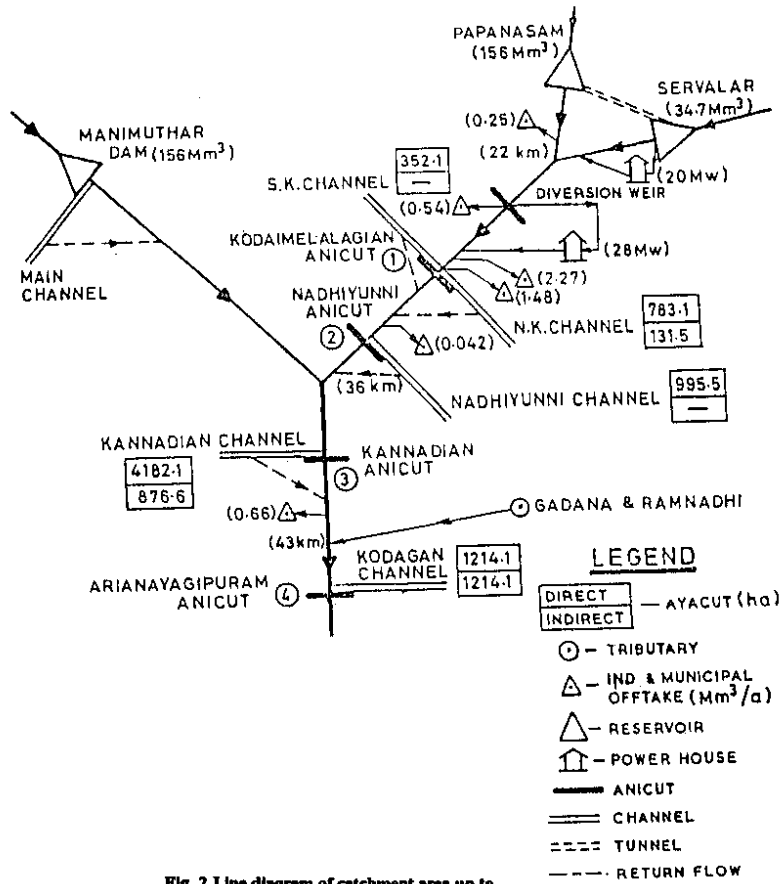 PAPANASAM
(156Mm³)
SERVALAR
(34.7Mm³)
MANIMUTHAR
DAM (156Mm³)
(0.25)
(22 km)
352.1
—
S.K.CHANNEL
(20Mw)
DIVERSION WEIR
(0.54)
KODAIMELALAGIAN
ANICUT
1
(28Mw)
MAIN
CHANNEL
(2.27)
(1.48)
NADHIYUNNI
ANICUT
2
N.K.CHANNEL
783.1
131.5
(0.042)
(36 km)
NADHIYUNNI CHANNEL
995.5
—
KANNADIAN CHANNEL
4182.1
876.6
KANNADIAN
ANICUT
3
(0.66)
GADANA & RAMNADHI
(43km)
KODAGAN
CHANNEL
1214.1
1214.1
ARIANAYAGIPURAM
ANICUT
4
LEGEND
DIRECT
INDIRECT
— AYACUT (ha)
– TRIBUTARY
– IND & MUNICIPAL
OFFTAKE (Mm³/a)
– RESERVOIR
– POWER HOUSE
ANICUT
CHANNEL
TUNNEL
RETURN FLOW
Fig. 2 Line diagram of catchment area up to